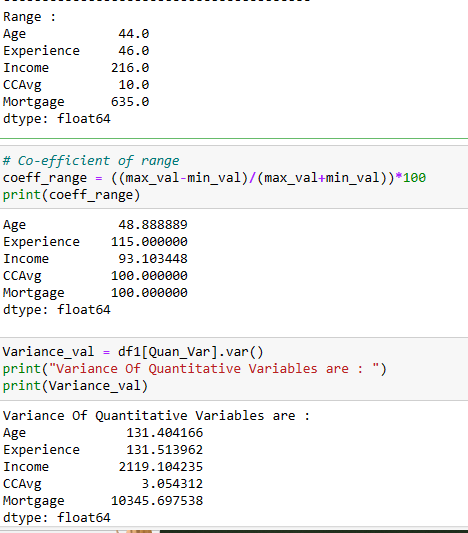 Range :
Age              44.0
Experience       46.0
Income          216.0
CCAvg            10.0
Mortgage        635.0
dtype: float64
# Co-efficient of range
coeff_range = ((max_val-min_val)/(max_val+min_val))*100
print(coeff_range)
Age              48.888889
Experience      115.000000
Income           93.103448
CCAvg           100.000000
Mortgage        100.000000
dtype: float64
Variance_val = df1[Quan_Var].var()
print("Variance Of Quantitative Variables are : ")
print(Variance_val)
Variance Of Quantitative Variables are :
Age               131.404166
Experience        131.513962
Income           2119.104235
CCAvg               3.054312
Mortgage        10345.697538
dtype: float64